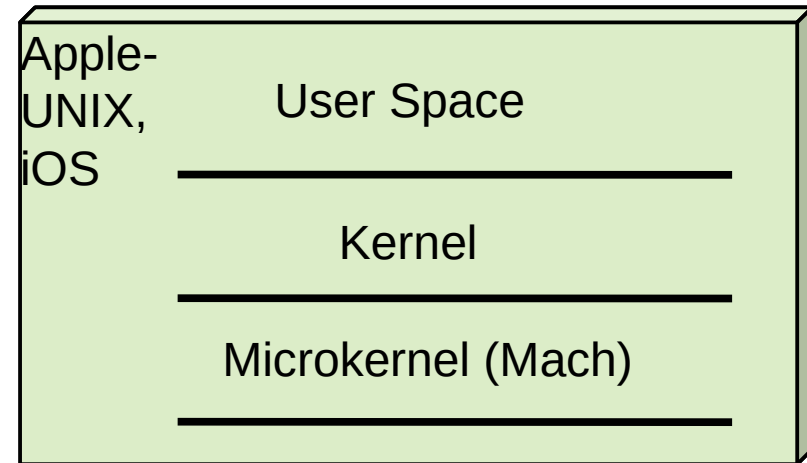 Apple-
UNIX,
iOS
User Space
Kernel
Microkernel (Mach)